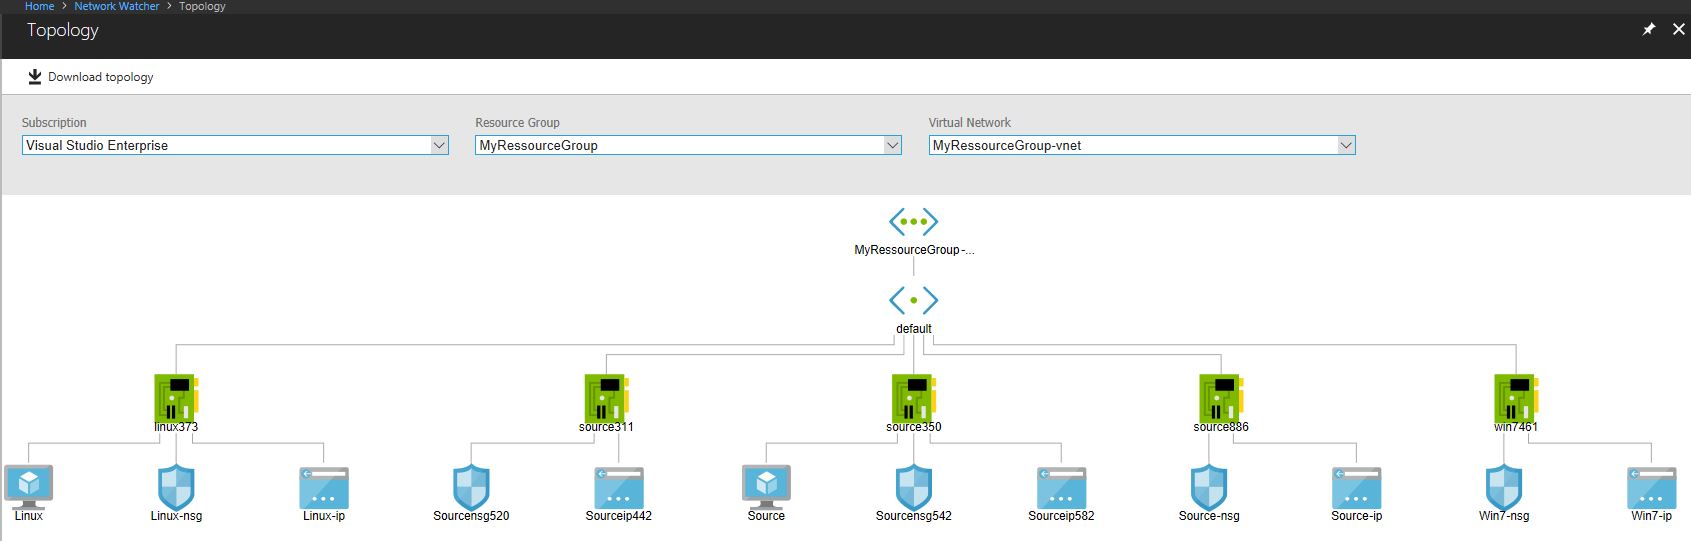 Home > Network Watcher > Topology
Topology
Download topology
Subscription
Resource Group
Virtual Network
Visual Studio Enterprise
MyRessourceGroup
MyRessourceGroup-vnet
MyRessourceGroup-...
default
linux373
source311
source350
source886
win7461
Linux
Linux-nsg
Linux-ip
Sourcensg520
Sourceip442
Source
Sourcensg542
Sourceip582
Source-nsg
Source-ip
Win7-nsg
Win7-ip